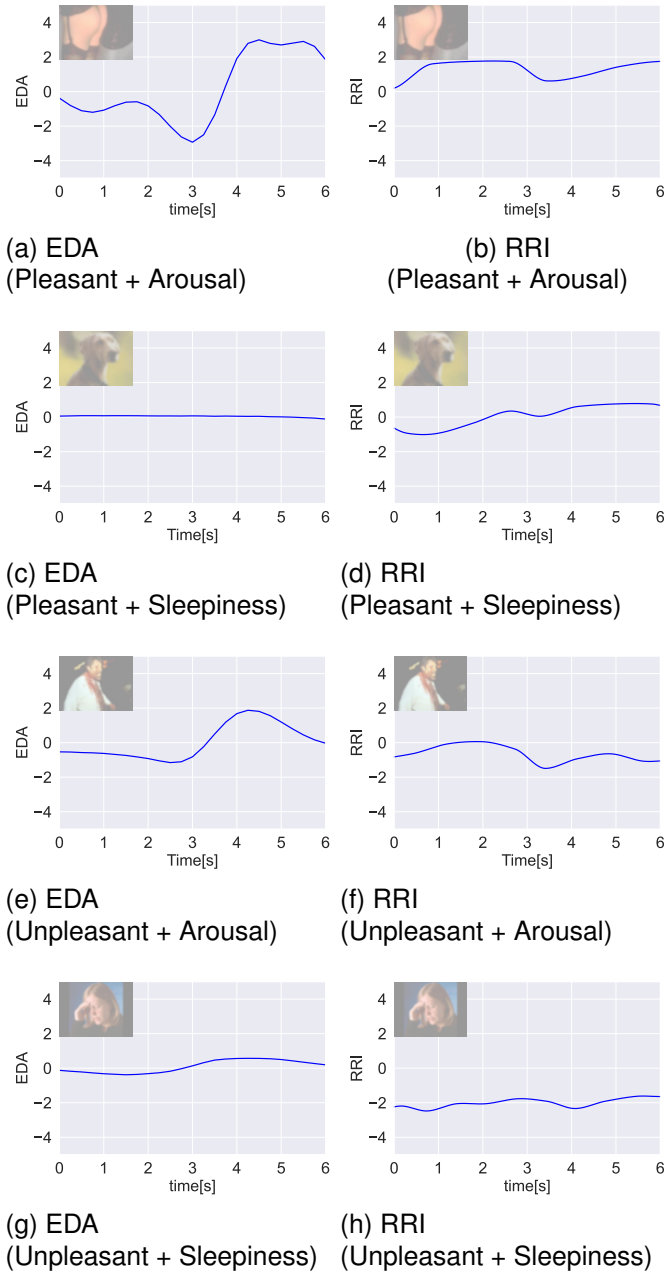 4
2
0
−2
−4
EDA
0 1 2 3 4 5 6
time[s]
4
2
0
−2
−4
RRI
0 1 2 3 4 5 6
time[s]
(a) EDA
(Pleasant + Arousal)
(b) RRI
(Pleasant + Arousal)
4
2
0
−2
−4
EDA
0 1 2 3 4 5 6
Time[s]
4
2
0
−2
−4
RRI
0 1 2 3 4 5 6
Time[s]
(c) EDA
(Pleasant + Sleepiness)
(d) RRI
(Pleasant + Sleepiness)
4
2
0
−2
−4
EDA
0 1 2 3 4 5 6
Time[s]
4
2
0
−2
−4
RRI
0 1 2 3 4 5 6
Time[s]
(e) EDA
(Unpleasant + Arousal)
(f) RRI
(Unpleasant + Arousal)
4
2
0
−2
−4
EDA
0 1 2 3 4 5 6
time[s]
4
2
0
−2
−4
RRI
0 1 2 3 4 5 6
time[s]
(g) EDA
(Unpleasant + Sleepiness)
(h) RRI
(Unpleasant + Sleepiness)